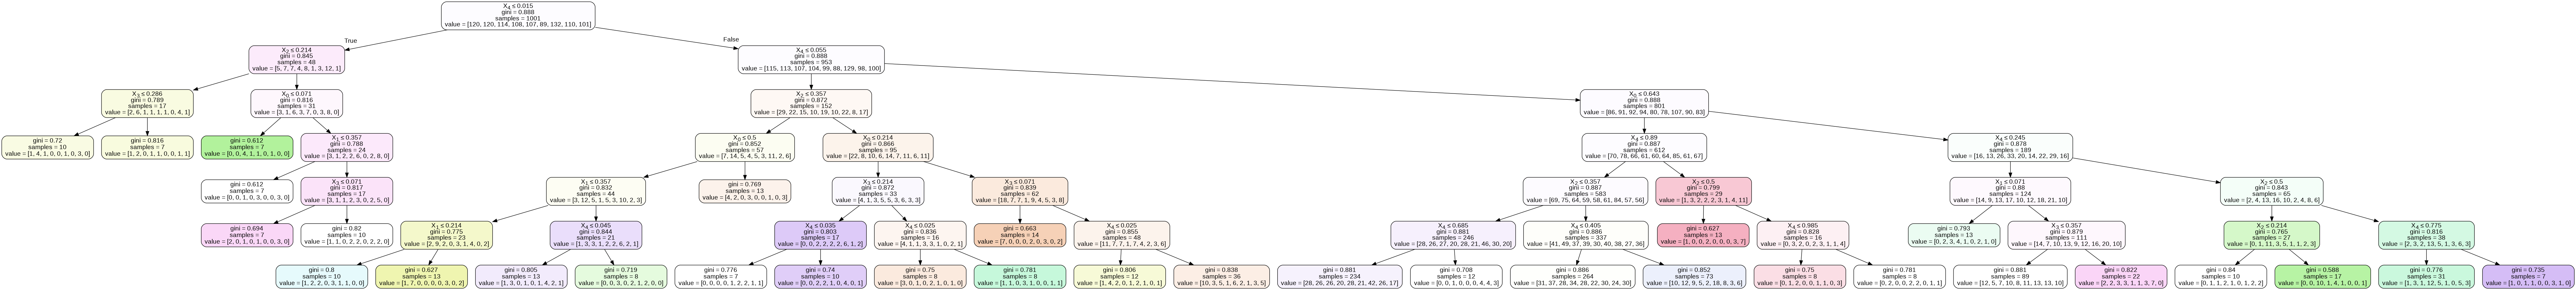 X4 ≤ 0.015
gini = 0.888
samples = 1001
value = [120, 120, 114, 108, 107, 89, 132, 110, 101]
True
False
X2 ≤ 0.214
gini = 0.845
samples = 48
value = [5, 7, 7, 4, 8, 1, 3, 12, 1]
X4 ≤ 0.055
gini = 0.888
samples = 953
value = [115, 113, 107, 104, 99, 88, 129, 98, 100]
X3 ≤ 0.286
gini = 0.789
samples = 17
value = [2, 6, 1, 1, 1, 1, 0, 4, 1]
X0 ≤ 0.071
gini = 0.816
samples = 31
value = [3, 1, 6, 3, 7, 0, 3, 8, 0]
X2 ≤ 0.357
gini = 0.872
samples = 152
value = [29, 22, 15, 10, 19, 10, 22, 8, 17]
X0 ≤ 0.643
gini = 0.888
samples = 801
value = [86, 91, 92, 94, 80, 78, 107, 90, 83]
gini = 0.72
samples = 10
value = [1, 4, 1, 0, 0, 1, 0, 3, 0]
gini = 0.816
samples = 7
value = [1, 2, 0, 1, 1, 0, 0, 1, 1]
gini = 0.612
samples = 7
value = [0, 0, 4, 1, 1, 0, 1, 0, 0]
X1 ≤ 0.357
gini = 0.788
samples = 24
value = [3, 1, 2, 2, 6, 0, 2, 8, 0]
X0 ≤ 0.5
gini = 0.852
samples = 57
value = [7, 14, 5, 4, 5, 3, 11, 2, 6]
X0 ≤ 0.214
gini = 0.866
samples = 95
value = [22, 8, 10, 6, 14, 7, 11, 6, 11]
X4 ≤ 0.89
gini = 0.887
samples = 612
value = [70, 78, 66, 61, 60, 64, 85, 61, 67]
X4 ≤ 0.245
gini = 0.878
samples = 189
value = [16, 13, 26, 33, 20, 14, 22, 29, 16]
gini = 0.612
samples = 7
value = [0, 0, 1, 0, 3, 0, 0, 3, 0]
X3 ≤ 0.071
gini = 0.817
samples = 17
value = [3, 1, 1, 2, 3, 0, 2, 5, 0]
X1 ≤ 0.357
gini = 0.832
samples = 44
value = [3, 12, 5, 1, 5, 3, 10, 2, 3]
gini = 0.769
samples = 13
value = [4, 2, 0, 3, 0, 0, 1, 0, 3]
X3 ≤ 0.214
gini = 0.872
samples = 33
value = [4, 1, 3, 5, 5, 3, 6, 3, 3]
X3 ≤ 0.071
gini = 0.839
samples = 62
value = [18, 7, 7, 1, 9, 4, 5, 3, 8]
gini = 0.887
samples = 583
value = [69, 75, 64, 59, 58, 61, 84, 57, 56]
X2 ≤ 0.5
gini = 0.799
samples = 29
value = [1, 3, 2, 2, 2, 3, 1, 4, 11]
gini = 0.88
samples = 124
value = [14, 9, 13, 17, 10, 12, 18, 21, 10]
X2 ≤ 0.5
gini = 0.843
samples = 65
value = [2, 4, 13, 16, 10, 2, 4, 8, 6]
gini = 0.694
samples = 7
value = [2, 0, 1, 0, 1, 0, 0, 3, 0]
gini = 0.82
samples = 10
value = [1, 1, 0, 2, 2, 0, 2, 2, 0]
X1 ≤ 0.214
gini = 0.775
samples = 23
value = [2, 9, 2, 0, 3, 1, 4, 0, 2]
X4 ≤ 0.045
gini = 0.844
samples = 21
value = [1, 3, 3, 1, 2, 2, 6, 2, 1]
X4 ≤ 0.035
gini = 0.803
samples = 17
value = [0, 0, 2, 2, 2, 2, 6, 1, 2]
X4 ≤ 0.025
gini = 0.836
samples = 16
value = [4, 1, 1, 3, 3, 1, 0, 2, 1]
gini = 0.663
samples = 14
value = [7, 0, 0, 0, 2, 0, 3, 0, 2]
X4 ≤ 0.025
gini = 0.855
samples = 48
value = [11, 7, 7, 1, 7, 4, 2, 3, 6]
X4 ≤ 0.685
gini = 0.881
samples = 246
value = [28, 26, 27, 20, 28, 21, 46, 30, 20]
X4 ≤ 0.405
gini = 0.886
samples = 337
value = [41, 49, 37, 39, 30, 40, 38, 27, 36]
gini = 0.627
samples = 13
value = [1, 0, 0, 2, 0, 0, 0, 3, 7]
X4 ≤ 0.985
gini = 0.828
samples = 16
value = [0, 3, 2, 0, 2, 3, 1, 1, 4]
gini = 0.793
samples = 13
value = [0, 2, 3, 4, 1, 0, 2, 1, 0]
X3 ≤ 0.357
gini = 0.879
samples = 111
value = [14, 7, 10, 13, 9, 12, 16, 20, 10]
X2 ≤ 0.214
gini = 0.765
samples = 27
value = [0, 1, 11, 3, 5, 1, 1, 2, 3]
X4 ≤ 0.775
gini = 0.816
samples = 38
value = [2, 3, 2, 13, 5, 1, 3, 6, 3]
gini = 0.8
samples = 10
value = [1, 2, 2, 0, 3, 1, 1, 0, 0]
gini = 0.627
samples = 13
value = [1, 7, 0, 0, 0, 0, 3, 0, 2]
gini = 0.805
samples = 13
value = [1, 3, 0, 1, 0, 1, 4, 2, 1]
gini = 0.719
samples = 8
value = [0, 0, 3, 0, 2, 1, 2, 0, 0]
gini = 0.776
samples = 7
value = [0, 0, 0, 0, 1, 2, 2, 1, 1]
gini = 0.74
samples = 10
value = [0, 0, 2, 2, 1, 0, 4, 0, 1]
gini = 0.75
samples = 8
value = [3, 0, 1, 0, 2, 1, 0, 1, 0]
gini = 0.781
samples = 8
value = [1, 1, 0, 3, 1, 0, 0, 1, 1]
gini = 0.806
samples = 12
value = [1, 4, 2, 0, 1, 2, 1, 0, 1]
gini = 0.838
samples = 36
value = [10, 3, 5, 1, 6, 2, 1, 3, 5]
gini = 0.881
samples = 234
value = [28, 26, 26, 20, 28, 21, 42, 26, 17]
gini = 0.708
samples = 12
value = [0, 0, 1, 0, 0, 0, 4, 4, 3]
gini = 0.886
samples = 264
value = [31, 37, 28, 34, 28, 22, 30, 24, 30]
gini = 0.852
samples = 73
value = [10, 12, 9, 5, 2, 18, 8, 3, 6]
gini = 0.75
samples = 8
value = [0, 1, 2, 0, 0, 1, 1, 0, 3]
gini = 0.781
samples = 8
value = [0, 2, 0, 0, 2, 2, 0, 1, 1]
gini = 0.881
samples = 89
value = [12, 5, 7, 10, 8, 11, 13, 13, 10]
gini = 0.822
samples = 22
value = [2, 2, 3, 3, 1, 1, 3, 7, 0]
gini = 0.84
samples = 10
value = [0, 1, 1, 2, 1, 0, 1, 2, 2]
gini = 0.588
samples = 17
value = [0, 0, 10, 1, 4, 1, 0, 0, 1]
gini = 0.776
samples = 31
value = [1, 3, 1, 12, 5, 1, 0, 5, 3]
gini = 0.735
samples = 7
value = [1, 0, 1, 1, 0, 0, 3, 1, 0]